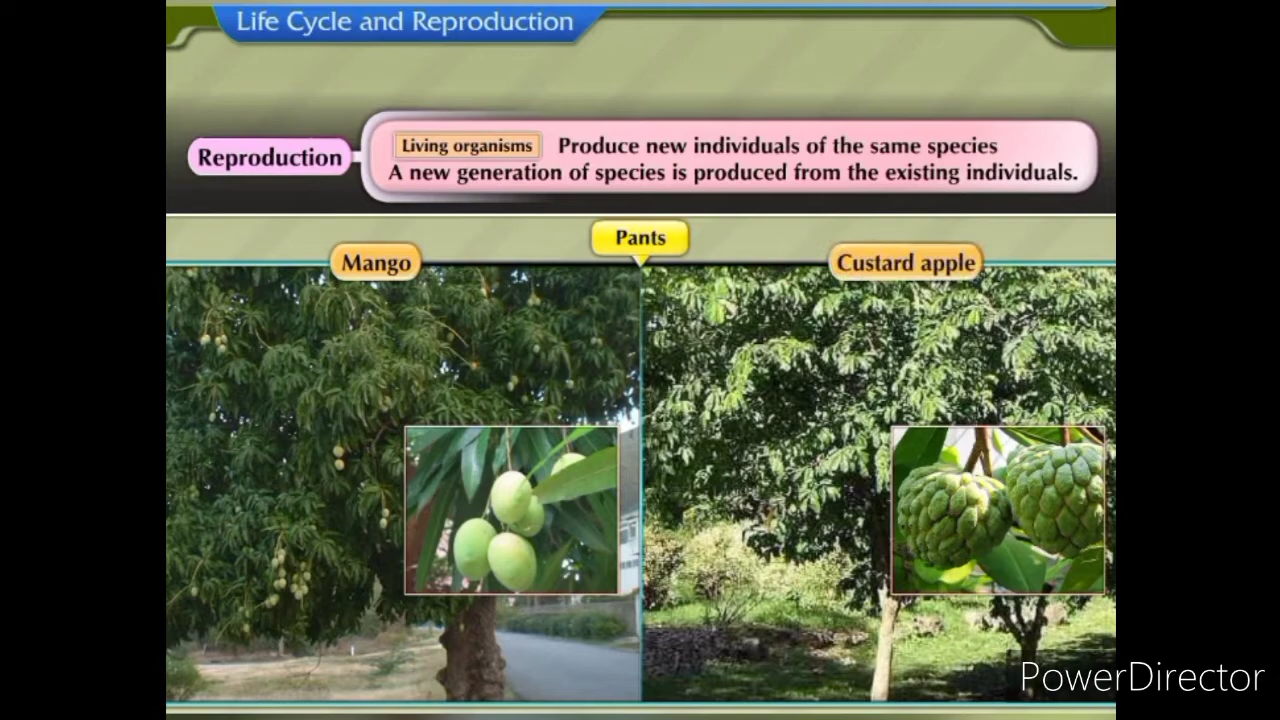 Life Cycle and Reproduction
Reproduction
Living organisms Produce new individuals of the same species
A new generation of species is produced from the existing individuals.
Pants
Mango
Custard apple
PowerDirector